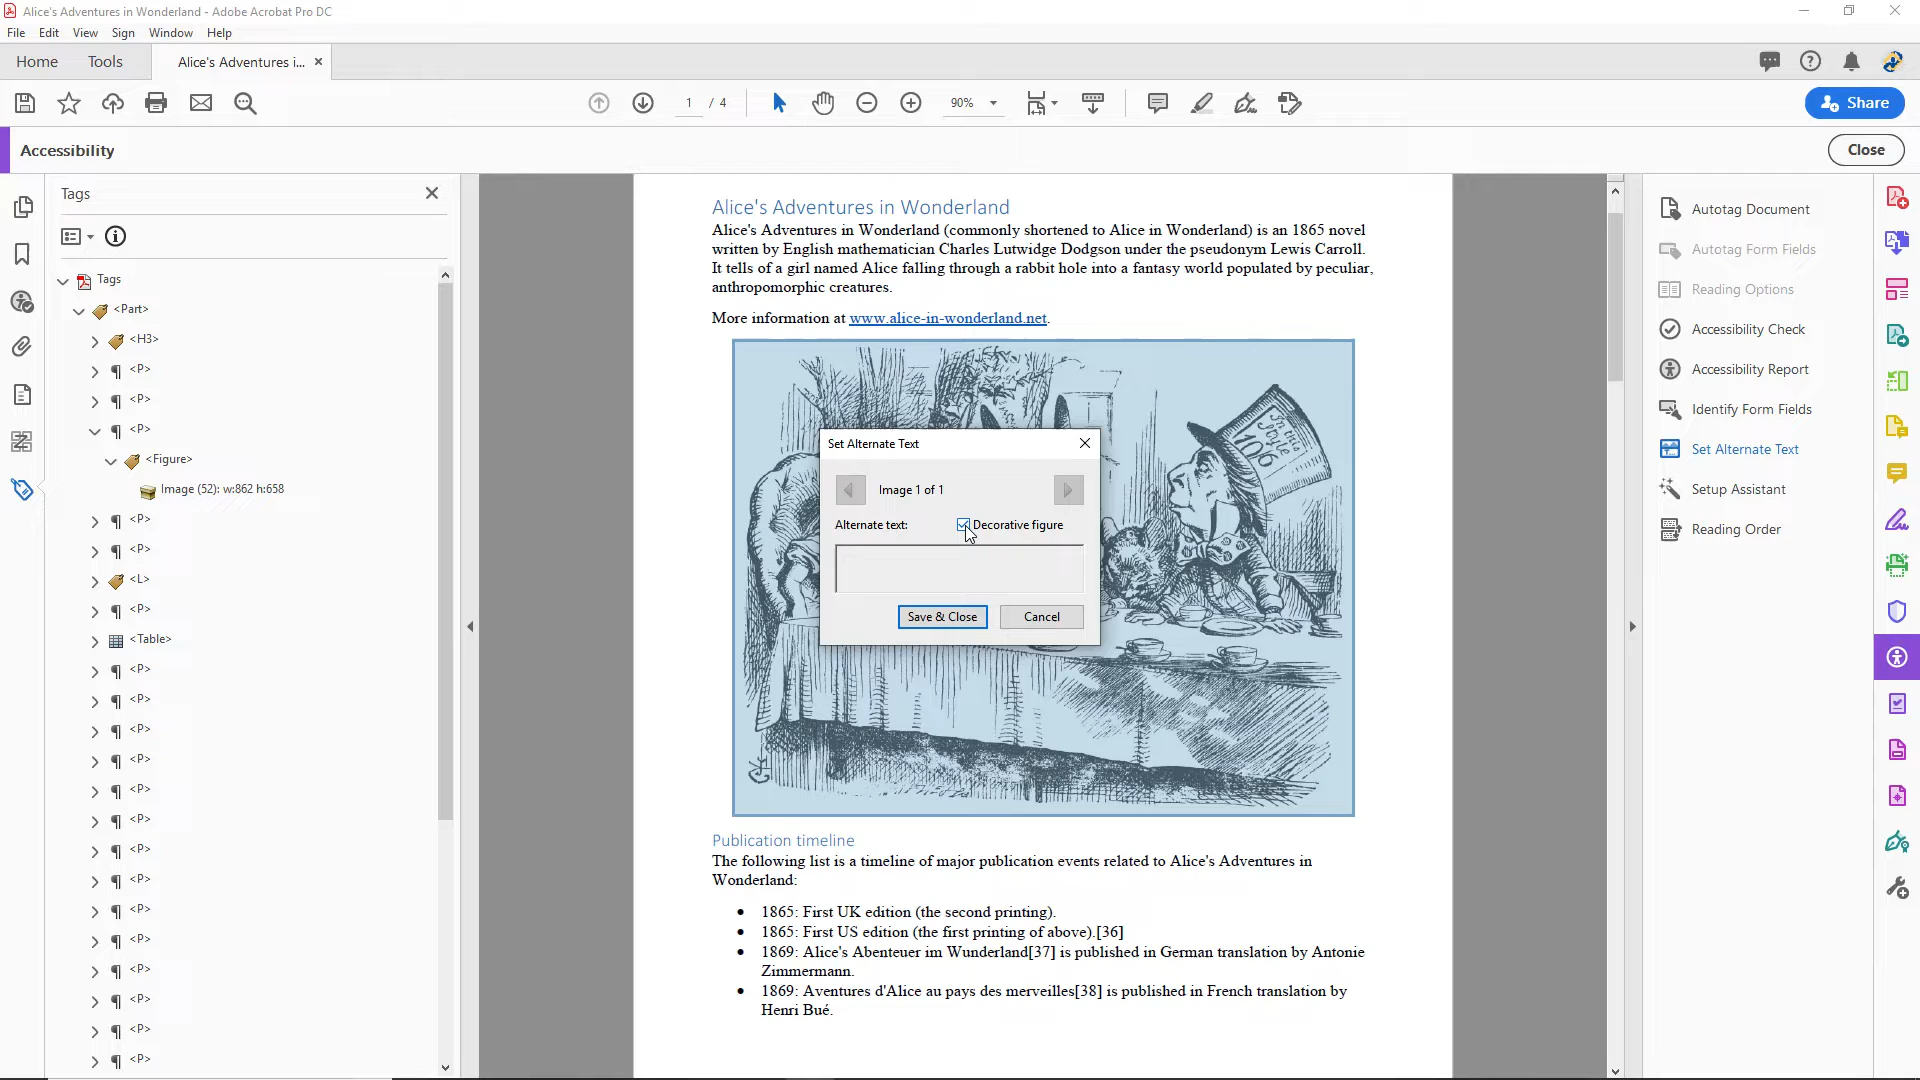 Alice's Adventures in Wonderland - Adobe Acrobat Pro DC
File Edit View Sign Window Help
Home Tools Alice's Adventures i...
1 / 4 90% Share
Accessibility Close
Tags
Tags
<Part>
<H3>
<P>
<P>
<P>
<Figure>
Image (52): w:862 h:658
<P>
<P>
<L>
<P>
<Table>
<P>
<P>
<P>
<P>
<P>
<P>
<P>
<P>
<P>
<P>
<P>
<P>
<P>
<P>
Alice's Adventures in Wonderland
Alice's Adventures in Wonderland (commonly shortened to Alice in Wonderland) is an 1865 novel
written by English mathematician Charles Lutwidge Dodgson under the pseudonym Lewis Carroll.
It tells of a girl named Alice falling through a rabbit hole into a fantasy world populated by peculiar,
anthropomorphic creatures.
More information at www.alice-in-wonderland.net.
In this
Style
10/6
Set Alternate Text
Image 1 of 1
Alternate text: Decorative figure
Save & Close Cancel
Publication timeline
The following list is a timeline of major publication events related to Alice's Adventures in
Wonderland:
• 1865: First UK edition (the second printing).
• 1865: First US edition (the first printing of above).[36]
• 1869: Alice's Abenteuer im Wunderland[37] is published in German translation by Antonie
Zimmermann.
• 1869: Aventures d'Alice au pays des merveilles[38] is published in French translation by
Henri Bué.
Autotag Document
Autotag Form Fields
Reading Options
Accessibility Check
Accessibility Report
Identify Form Fields
Set Alternate Text
Setup Assistant
Reading Order